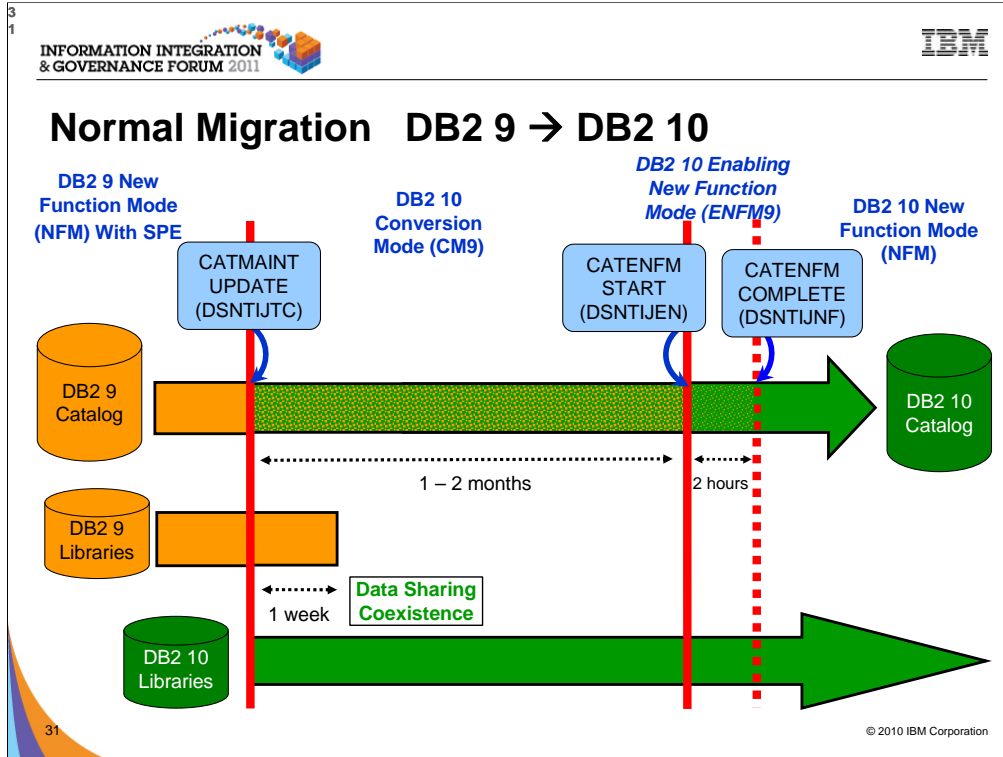 3
1
INFORMATION INTEGRATION
& GOVERNANCE FORUM 2011
IBM
Normal Migration DB2 9 → DB2 10
DB2 9 New
Function Mode
(NFM) With SPE
DB2 10
Conversion
Mode (CM9)
DB2 10 Enabling
New Function
Mode (ENFM9)
DB2 10 New
Function Mode
(NFM)
CATMAINT
UPDATE
(DSNTIJTC)
CATENFM
START
(DSNTIJEN)
CATENFM
COMPLETE
(DSNTIJNF)
DB2 9
Catalog
DB2 10
Catalog
1 – 2 months
2 hours
DB2 9
Libraries
1 week
Data Sharing
Coexistence
DB2 10
Libraries
31
© 2010 IBM Corporation